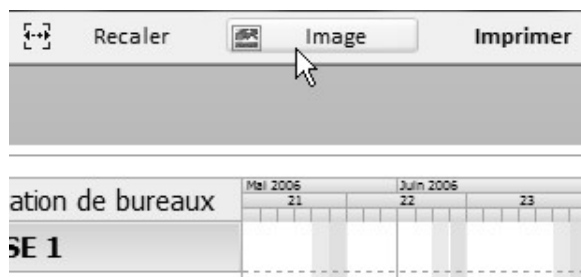 Recaler Image Imprimer
Mai 2006 Juin 2006
ation de bureaux 21 22 23
SE 1